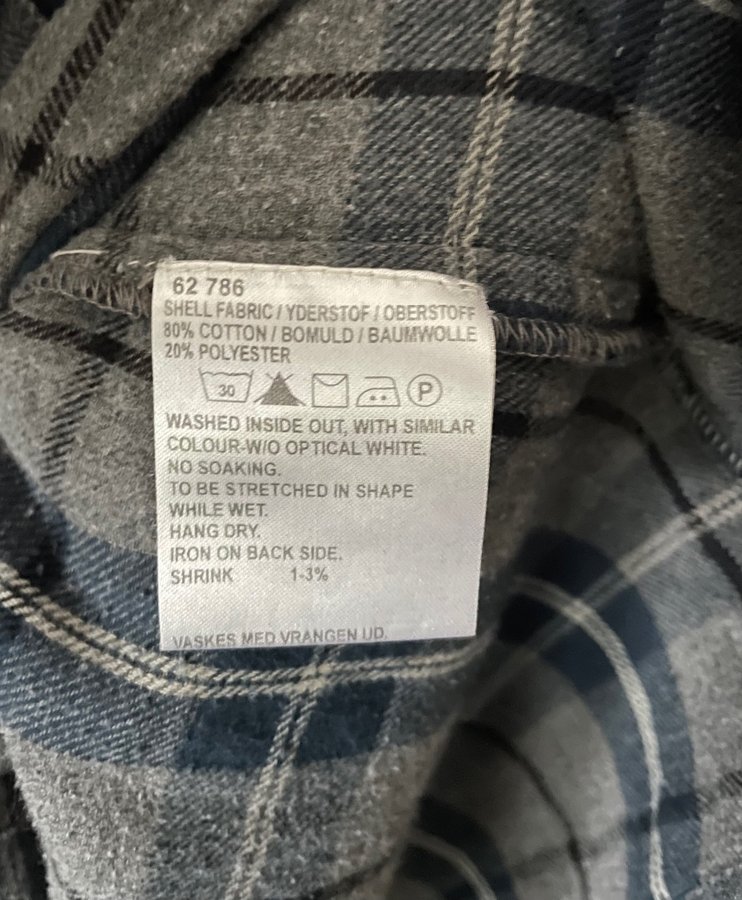 62 786
SHELL FABRIC / YDERSTOF / OBERSTOFF
80% COTTON / BOMULD / BAUMWOLLE
20% POLYESTER
30 P
WASHED INSIDE OUT, WITH SIMILAR
COLOUR-W/O OPTICAL WHITE.
NO SOAKING.
TO BE STRETCHED IN SHAPE
WHILE WET.
HANG DRY.
IRON ON BACK SIDE.
SHRINK 1-3%
VASKES MED VRANGEN UD.